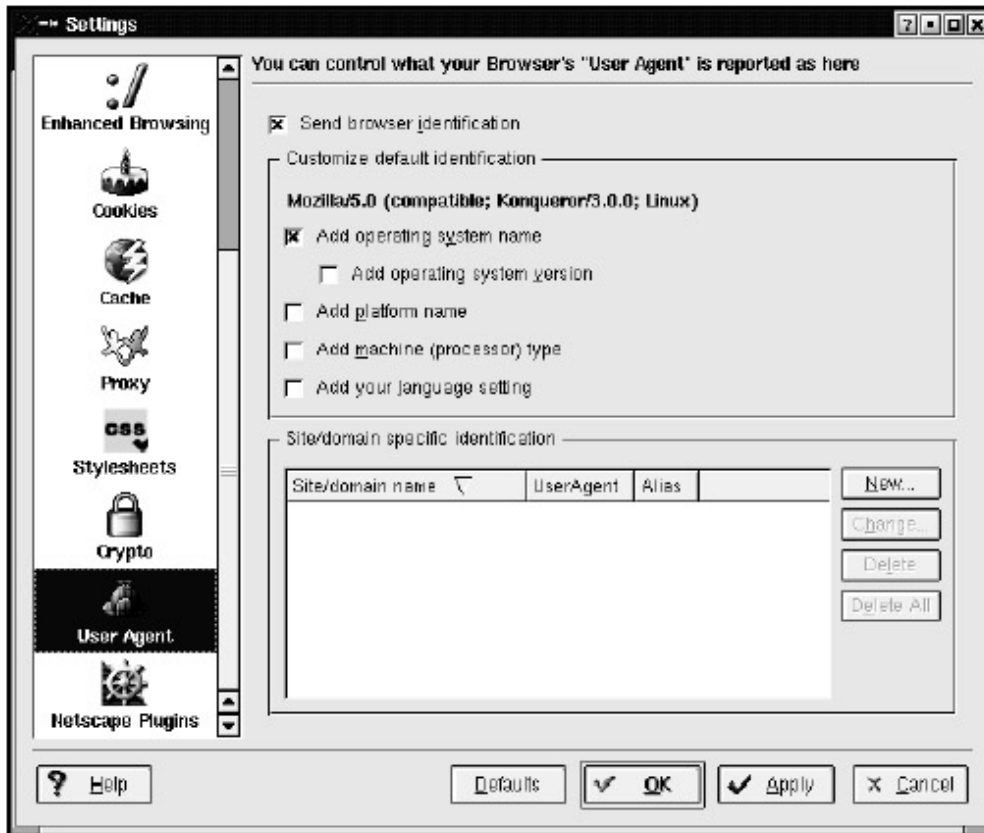 Settings
You can control what your Browser's "User Agent" is reported as here
Enhanced Browsing
Cookies
Cache
Proxy
css
Stylesheets
Crypto
User Agent
Netscape Plugins
Send browser identification
Customize default identification
Mozilla/5.0 (compatible; Konqueror/3.0.0; Linux)
Add operating system name
Add operating system version
Add platform name
Add machine (processor) type
Add your language setting
Site/domain specific identification
Site/domain name UserAgent Alias
New...
Change...
Delete
Delete All
? Help Defaults OK Apply Cancel